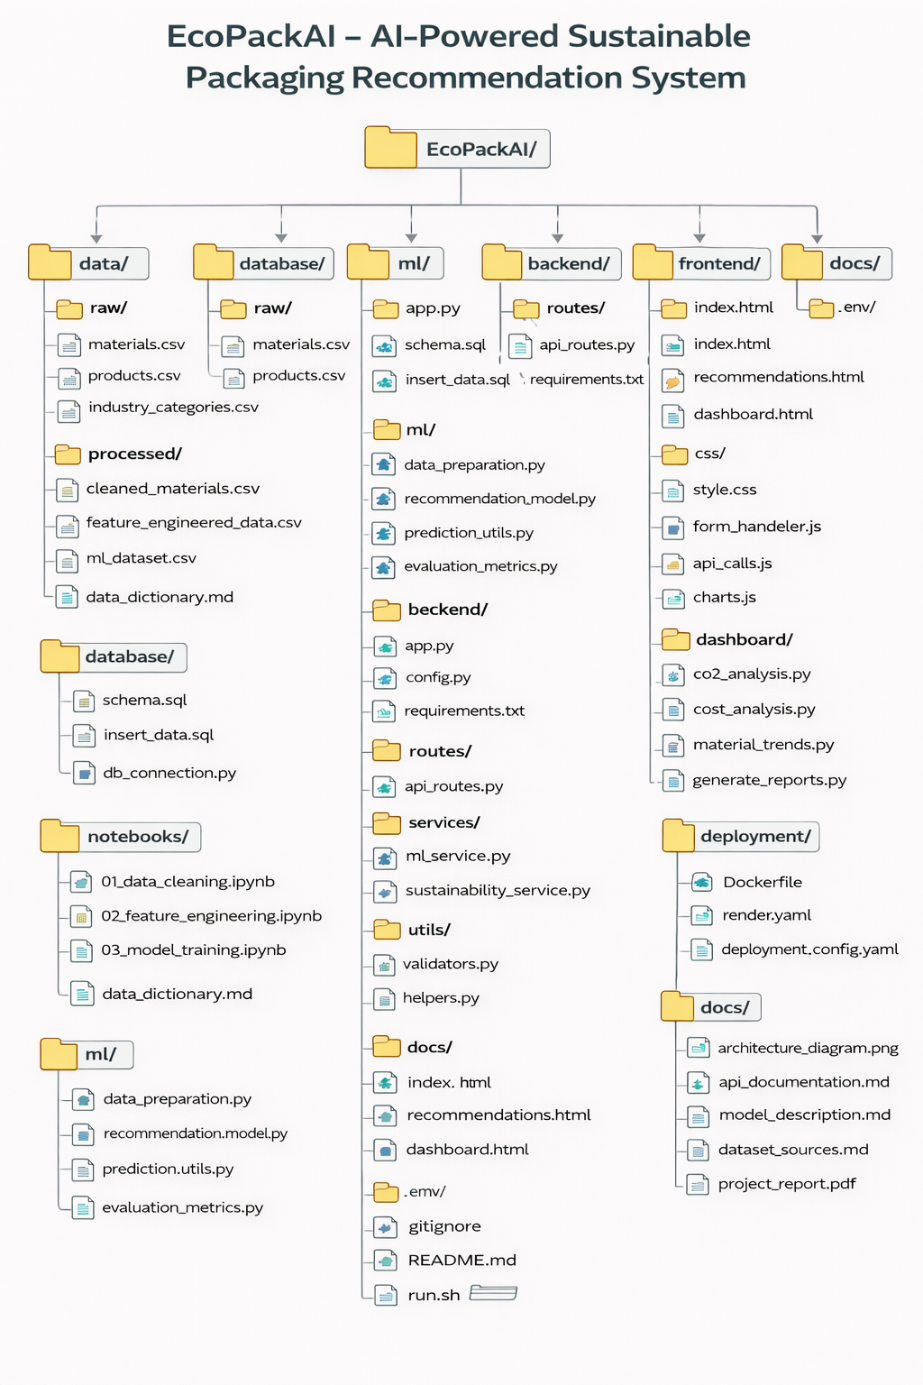 EcoPackAI – AI-Powered Sustainable
Packaging Recommendation System
EcoPackAI/
data/
raw/
materials.csv
products.csv
industry_categories.csv
processed/
cleaned_materials.csv
feature_engineered_data.csv
ml_dataset.csv
data_dictionary.md
database/
schema.sql
insert_data.sql
db_connection.py
notebooks/
01_data_cleaning.ipynb
02_feature_engineering.ipynb
03_model_training.ipynb
data_dictionary.md
ml/
data_preparation.py
recommendation.model.py
prediction.utils.py
evaluation_metrics.py
database/
raw/
materials.csv
products.csv
ml/
app.py
schema.sql
insert_data.sql
ml/
data_preparation.py
recommendation_model.py
prediction_utils.py
evaluation_metrics.py
beckend/
app.py
config.py
requirements.txt
routes/
api_routes.py
services/
ml_service.py
sustainability_service.py
utils/
validators.py
helpers.py
docs/
index. html
recommendations.html
dashboard.html
.emv/
gitignore
README.md
run.sh
backend/
routes/
api_routes.py
requirements.txt
frontend/
index.html
index.html
recommendations.html
dashboard.html
css/
style.css
form_handeler.js
api_calls.js
charts.js
dashboard/
co2_analysis.py
cost_analysis.py
material_trends.py
generate_reports.py
deployment/
Dockerfile
render.yaml
deployment_config.yaml
docs/
architecture_diagram.png
api_documentation.md
model_description.md
dataset_sources.md
project_report.pdf
docs/
.env/